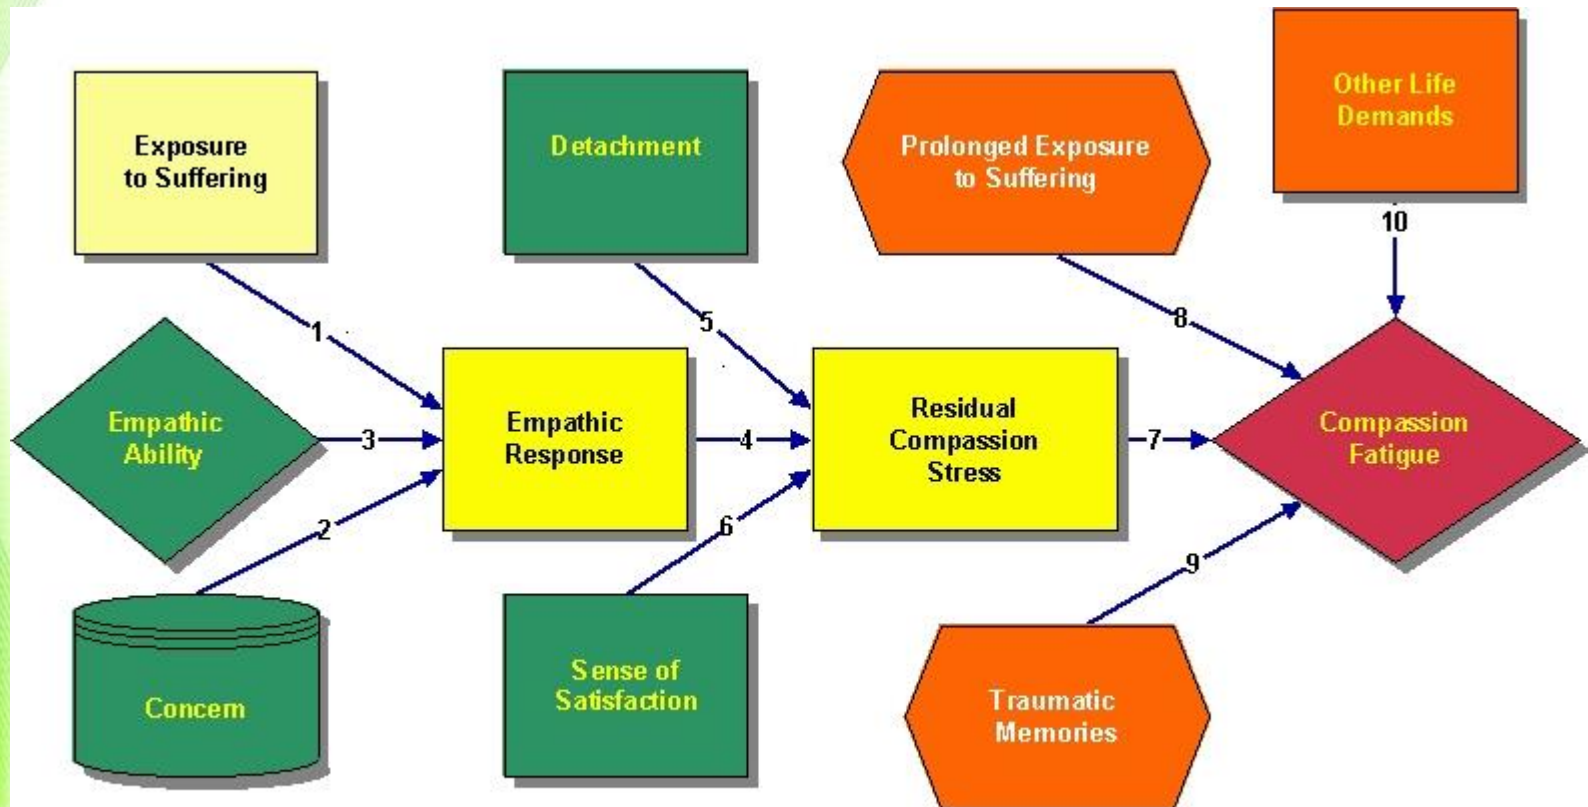 Exposure
to Suffering
Detachment
Prolonged Exposure
to Suffering
Other Life
Demands
10
1
5
8
Empathic
Ability
3
Empathic
Response
4
Residual
Compassion
Stress
7
Compassion
Fatigue
2
6
9
Concern
Sense of
Satisfaction
Traumatic
Memories